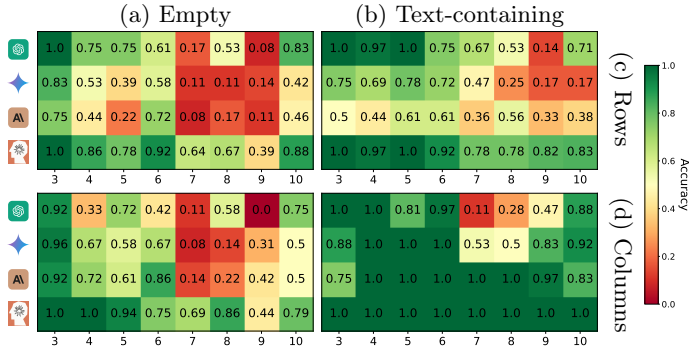 (a) Empty
(b) Text-containing
1.0 0.75 0.75 0.61 0.17 0.53 0.08 0.83
1.0 0.97 1.0 0.75 0.67 0.53 0.14 0.71
0.83 0.53 0.39 0.58 0.11 0.11 0.14 0.42
0.75 0.69 0.78 0.72 0.47 0.25 0.17 0.17
A\ 0.75 0.44 0.22 0.72 0.08 0.17 0.11 0.46
0.5 0.44 0.61 0.61 0.36 0.56 0.33 0.38
1.0 0.86 0.78 0.92 0.64 0.67 0.39 0.88
1.0 1.0 1.0 1.0 0.78 0.78 0.82 0.83
3 4 5 6 7 8 9 10
3 4 5 6 7 8 9 10
(c) Rows
0.92 0.33 0.72 0.42 0.11 0.58 0.0 0.75
1.0 1.0 0.81 0.97 0.11 0.28 0.47 0.88
0.96 0.67 0.58 0.67 0.08 0.14 0.31 0.5
0.88 1.0 1.0 1.0 0.53 0.5 0.83 0.92
A\ 0.92 0.72 0.61 0.86 0.14 0.22 0.42 0.5
0.75 1.0 1.0 1.0 1.0 1.0 0.97 0.83
1.0 1.0 0.94 0.75 0.69 0.86 0.44 0.79
1.0 1.0 1.0 1.0 1.0 1.0 1.0 1.0
3 4 5 6 7 8 9 10
3 4 5 6 7 8 9 10
(d) Columns
1.0
0.8
0.6
0.4
0.2
0.0
Accuracy